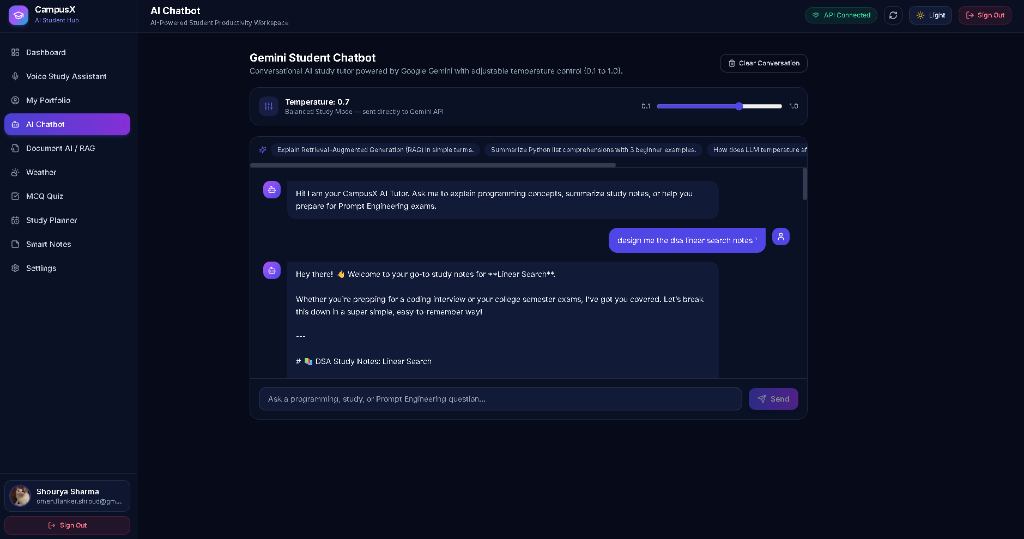 CampusX
AI Student Hub
Dashboard
Voice Study Assistant
My Portfolio
AI Chatbot
Document AI / RAG
Weather
MCQ Quiz
Study Planner
Smart Notes
Settings
Shourya Sharma
omen.flanker.shroud@gm...
Sign Out
AI Chatbot
AI-Powered Student Productivity Workspace
API Connected
Light
Sign Out
Gemini Student Chatbot
Conversational AI study tutor powered by Google Gemini with adjustable temperature control (0.1 to 1.0).
Clear Conversation
Temperature: 0.7
Balanced Study Mode — sent directly to Gemini API
0.1
1.0
Explain Retrieval-Augmented Generation (RAG) in simple terms.
Summarize Python list comprehensions with 3 beginner examples.
How does LLM temperature af
Hi! I am your CampusX AI Tutor. Ask me to explain programming concepts, summarize study notes, or help you
prepare for Prompt Engineering exams.
design me the dsa linear search notes '
Hey there! 👋 Welcome to your go-to study notes for **Linear Search**.
Whether you're prepping for a coding interview or your college semester exams, I've got you covered. Let's break
this down in a super simple, easy-to-remember way!
---
# 📚 DSA Study Notes: Linear Search
Ask a programming, study, or Prompt Engineering question...
Send